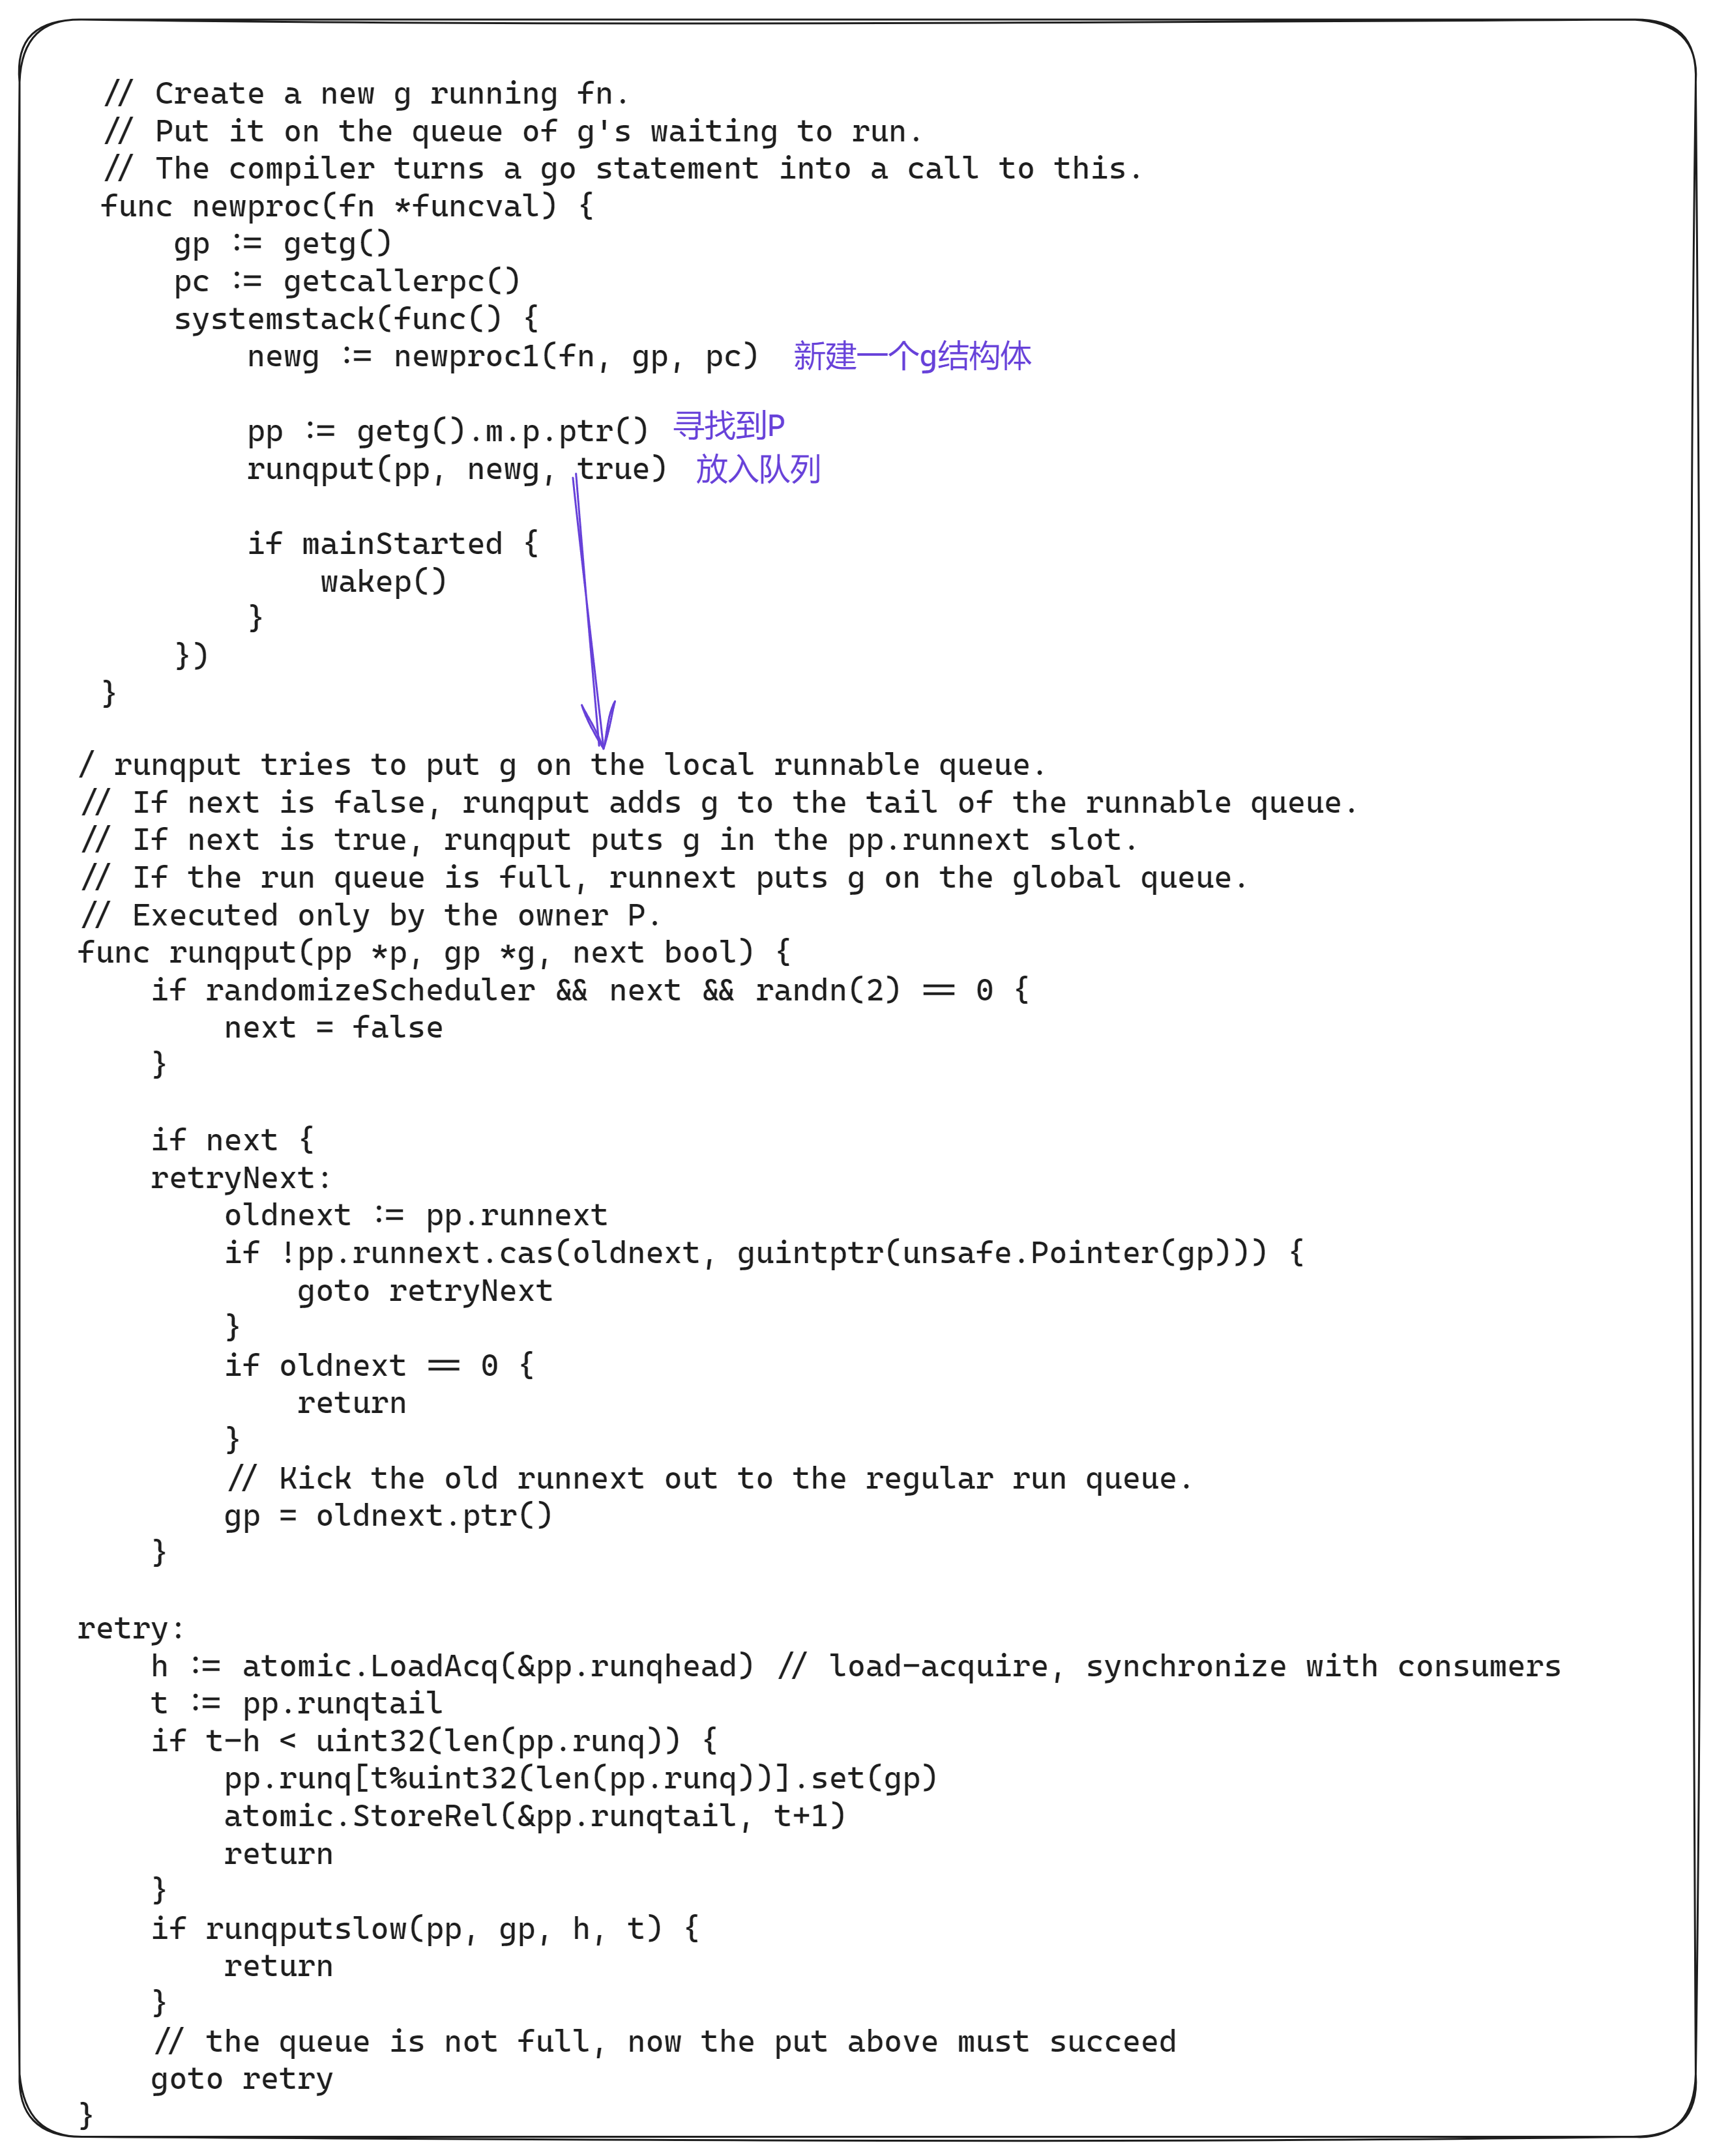 // Create a new g running fn.
// Put it on the queue of g's waiting to run.
// The compiler turns a go statement into a call to this.
func newproc(fn *funcval) {
gp := getg()
pc := getcallerpc()
systemstack(func() {
newg := newproc1(fn, gp, pc) 新建一个g结构体
pp := getg().m.p.ptr() 寻找到P
runqput(pp, newg, true) 放入队列
if mainStarted {
wakep()
}
})
}
/ runqput tries to put g on the local runnable queue.
// If next is false, runqput adds g to the tail of the runnable queue.
// If next is true, runqput puts g in the pp.runnext slot.
// If the run queue is full, runnext puts g on the global queue.
// Executed only by the owner P.
func runqput(pp *p, gp *g, next bool) {
if randomizeScheduler && next && randn(2) == 0 {
next = false
}
if next {
retryNext:
oldnext := pp.runnext
if !pp.runnext.cas(oldnext, guintptr(unsafe.Pointer(gp))) {
goto retryNext
}
if oldnext == 0 {
return
}
// Kick the old runnext out to the regular run queue.
gp = oldnext.ptr()
}
retry:
h := atomic.LoadAcq(&pp.runqhead) // load-acquire, synchronize with consumers
t := pp.runqtail
if t-h < uint32(len(pp.runq)) {
pp.runq[t%uint32(len(pp.runq))].set(gp)
atomic.StoreRel(&pp.runqtail, t+1)
return
}
if runqputslow(pp, gp, h, t) {
return
}
// the queue is not full, now the put above must succeed
goto retry
}